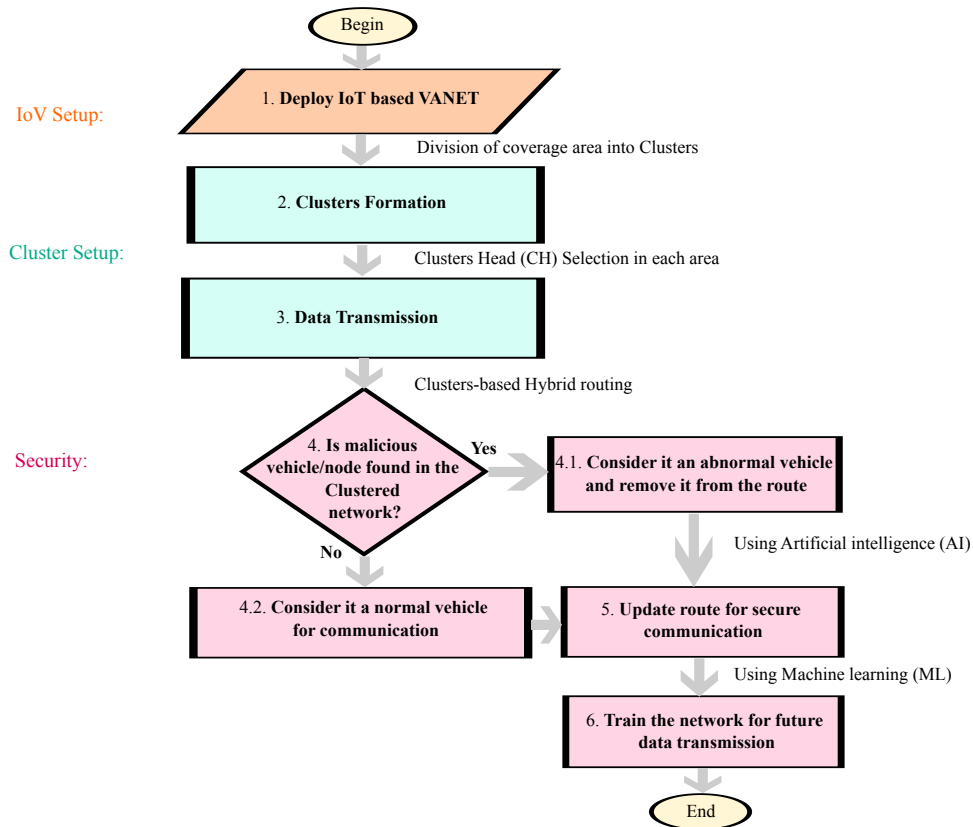 Begin
IoV Setup:
1. Deploy IoT based VANET
Division of coverage area into Clusters
2. Clusters Formation
Cluster Setup:
Clusters Head (CH) Selection in each area
3. Data Transmission
Clusters-based Hybrid routing
Security:
4. Is malicious
vehicle/node found in the
Clustered
network?
Yes
4.1. Consider it an abnormal vehicle
and remove it from the route
No
Using Artificial intelligence (AI)
4.2. Consider it a normal vehicle
for communication
5. Update route for secure
communication
Using Machine learning (ML)
6. Train the network for future
data transmission
End